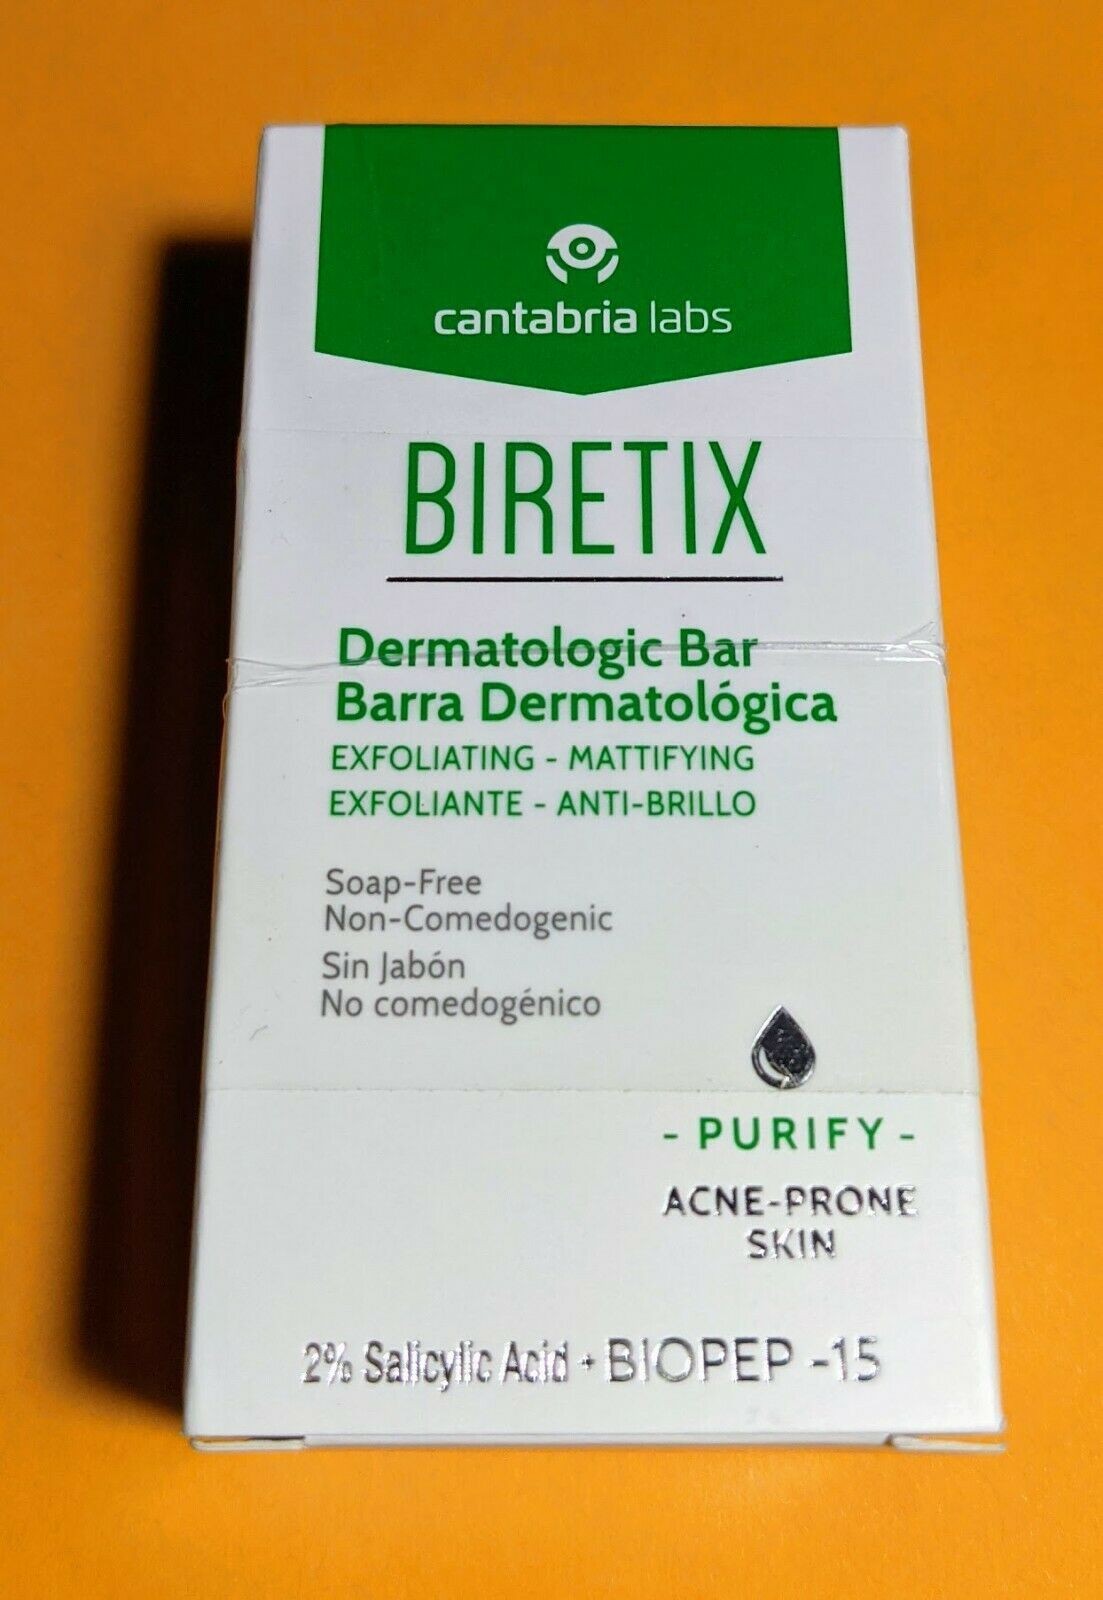 cantabria labs
BIRETIX
Dermatologic Bar
Barra Dermatológica
EXFOLIATING - MATTIFYING
EXFOLIANTE - ANTI-BRILLO
Soap-Free
Non-Comedogenic
Sin Jabón
No comedogénico
- PURIFY -
ACNE-PRONE
SKIN
2% Salicylic Acid + BIOPEP -15